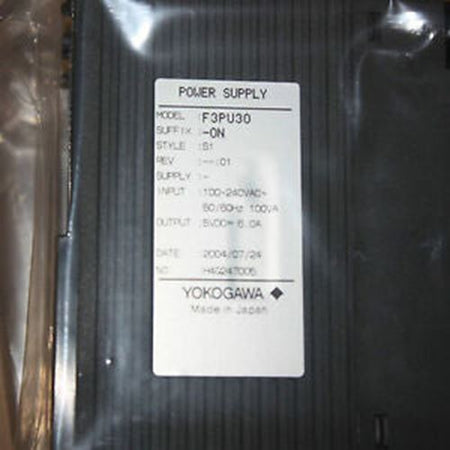 POWER SUPPLY
MODEL :F3PU30
SUFFIX :-0N
STYLE :S1
REV :--:01
SUPPLY :-
INPUT :100-240VAC~
50/60Hz 100VA
OUTPUT :5VDC⎓ 6.0A
DATE :2004/07/24
NO.
YOKOGAWA ◆
Made in Japan